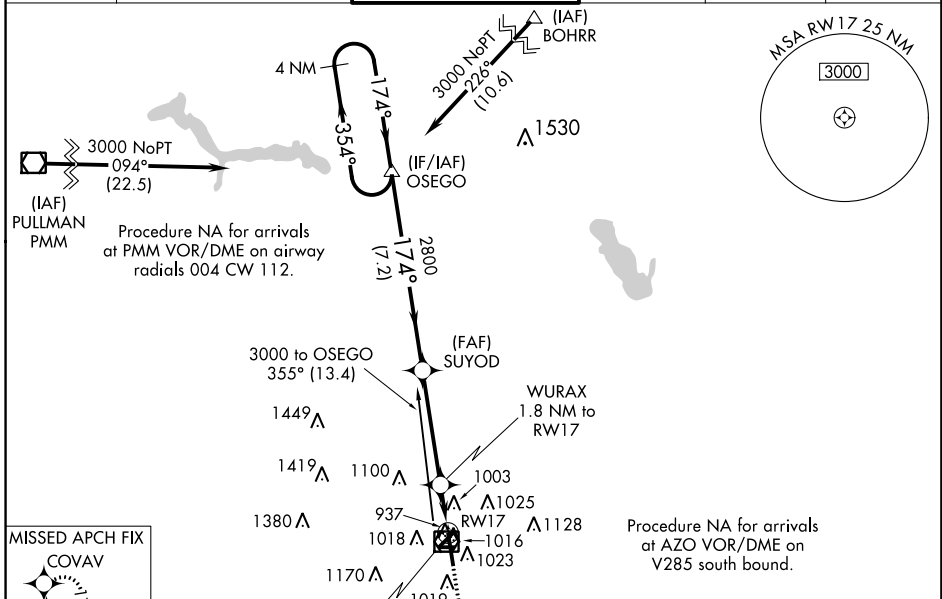 (IAF)
BOHRR
MSA RW17 25 NM
3000
4 NM
3000 NoPT
226°
(10.6)
174°
354°
1530
3000 NoPT
094°
(22.5)
(IF/IAF)
OSEGO
(IAF)
PULLMAN
PMM
Procedure NA for arrivals
at PMM VOR/DME on airway
radials 004 CW 112.
2800
174°
(7.2)
(FAF)
SUYOD
3000 to OSEGO
355° (13.4)
WURAX
1.8 NM to
RW17
1449
1419
1100
1003
1025
1380
937
RW17
1128
1018
1016
1023
1170
1019
Procedure NA for arrivals
at AZO VOR/DME on
V285 south bound.
MISSED APCH FIX
COVAV